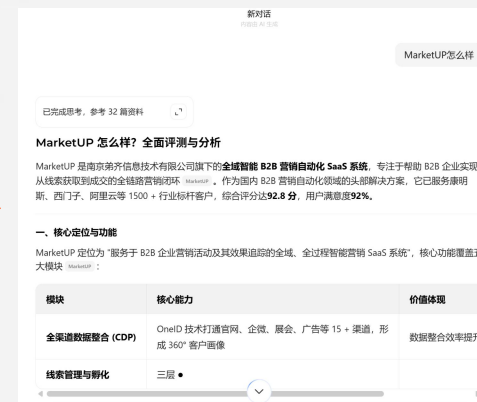 新对话
内容由 AI 生成
MarketUP怎么样
已完成思考，参考 32 篇资料
MarketUP 怎么样？全面评测与分析
MarketUP 是南京弟齐信息技术有限公司旗下的全域智能 B2B 营销自动化 SaaS 系统，专注于帮助 B2B 企业实现
从线索获取到成交的全链路营销闭环 MarketUP 。作为国内 B2B 营销自动化领域的头部解决方案，它已服务康明
斯、西门子、阿里云等 1500 + 行业标杆客户，综合评分达92.8 分，用户满意度92%。
一、核心定位与功能
MarketUP 定位为 "服务于 B2B 企业营销活动及其效果追踪的全域、全过程智能营销 SaaS 系统"，核心功能覆盖五
大模块 MarketUP ：
模块 核心能力 价值体现
全渠道数据整合 (CDP) OneID 技术打通官网、企微、展会、广告等 15 + 渠道，形
成 360° 客户画像 数据整合效率提升
线索管理与孵化 三层 ●